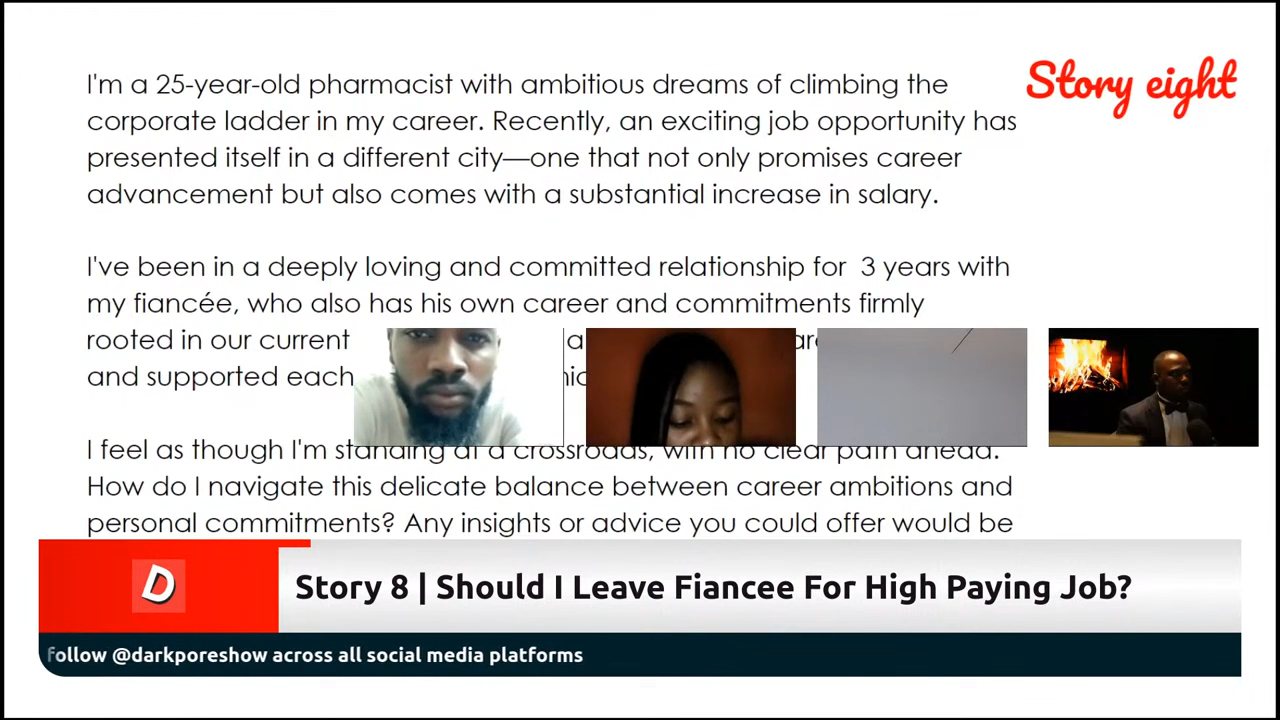 I'm a 25-year-old pharmacist with ambitious dreams of climbing the
Story eight
corporate ladder in my career. Recently, an exciting job opportunity has
presented itself in a different city—one that not only promises career
advancement but also comes with a substantial increase in salary.
I've been in a deeply loving and committed relationship for 3 years with
my fiancée, who also has his own career and commitments firmly
rooted in our current
and supported each
I feel as though I'm standing at a crossroads, with no clear path ahead.
How do I navigate this delicate balance between career ambitions and
personal commitments? Any insights or advice you could offer would be
D
Story 8 | Should I Leave Fiancee For High Paying Job?
follow @darkporeshow across all social media platforms